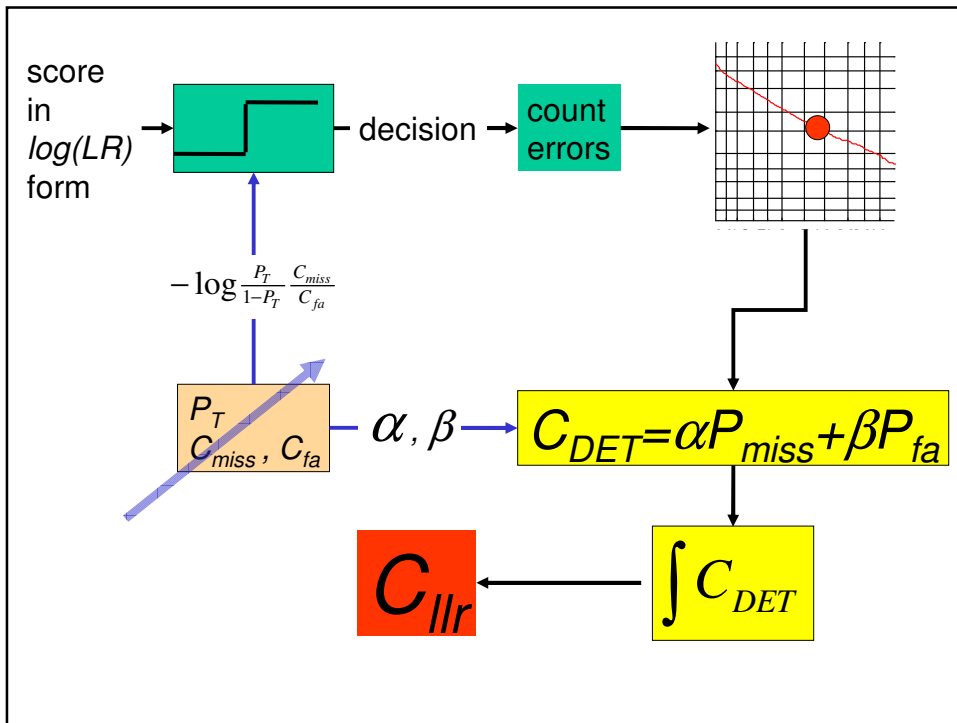 score
in
log(LR)
form
decision
count
errors
−log P_T/1−P_T C_miss/C_fa
P_T
C_miss , C_fa
α , β
C_DET=αP_miss+βP_fa
∫ C_DET
C_llr